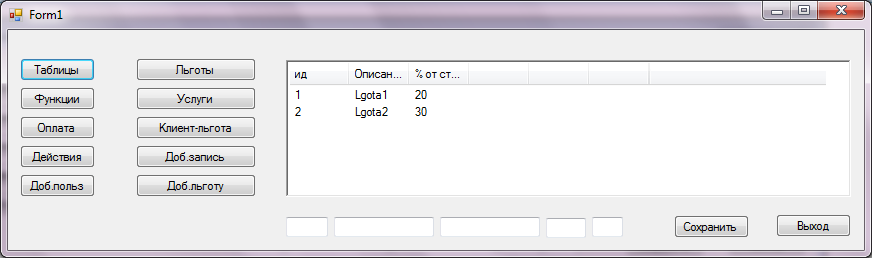 Form1
Таблицы
Функции
Оплата
Действия
Доб.польз
Льготы
Услуги
Клиент-льгота
Доб.запись
Доб.льготу
ид Описан... % от ст...
1 Lgota1 20
2 Lgota2 30
Сохранить
Выход